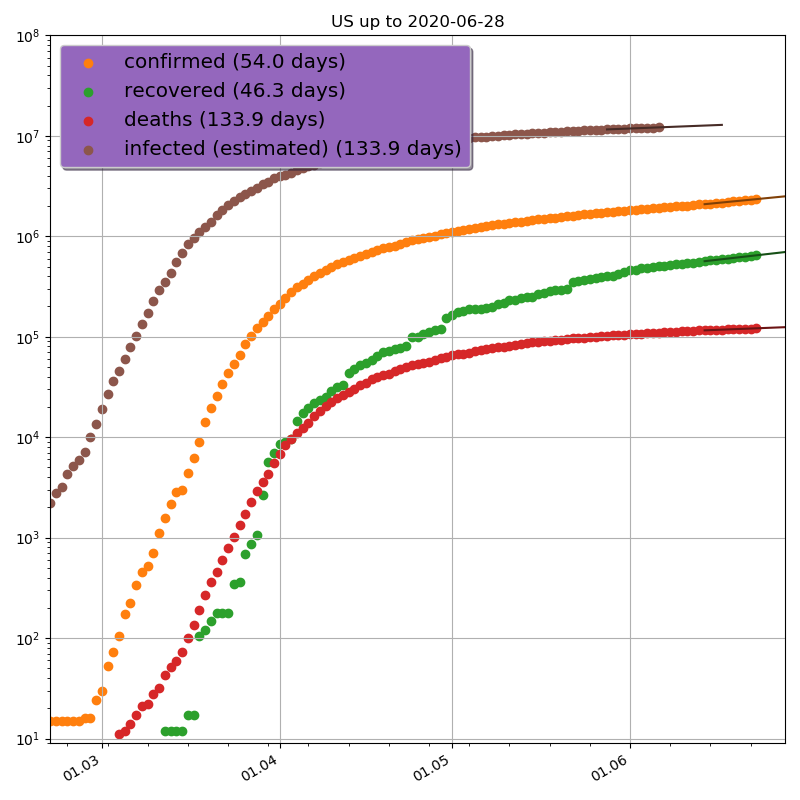 US up to 2020-06-28
confirmed (54.0 days)
recovered (46.3 days)
deaths (133.9 days)
infected (estimated) (133.9 days)
10⁸
10⁷
10⁶
10⁵
10⁴
10³
10²
10¹
01.03
01.04
01.05
01.06